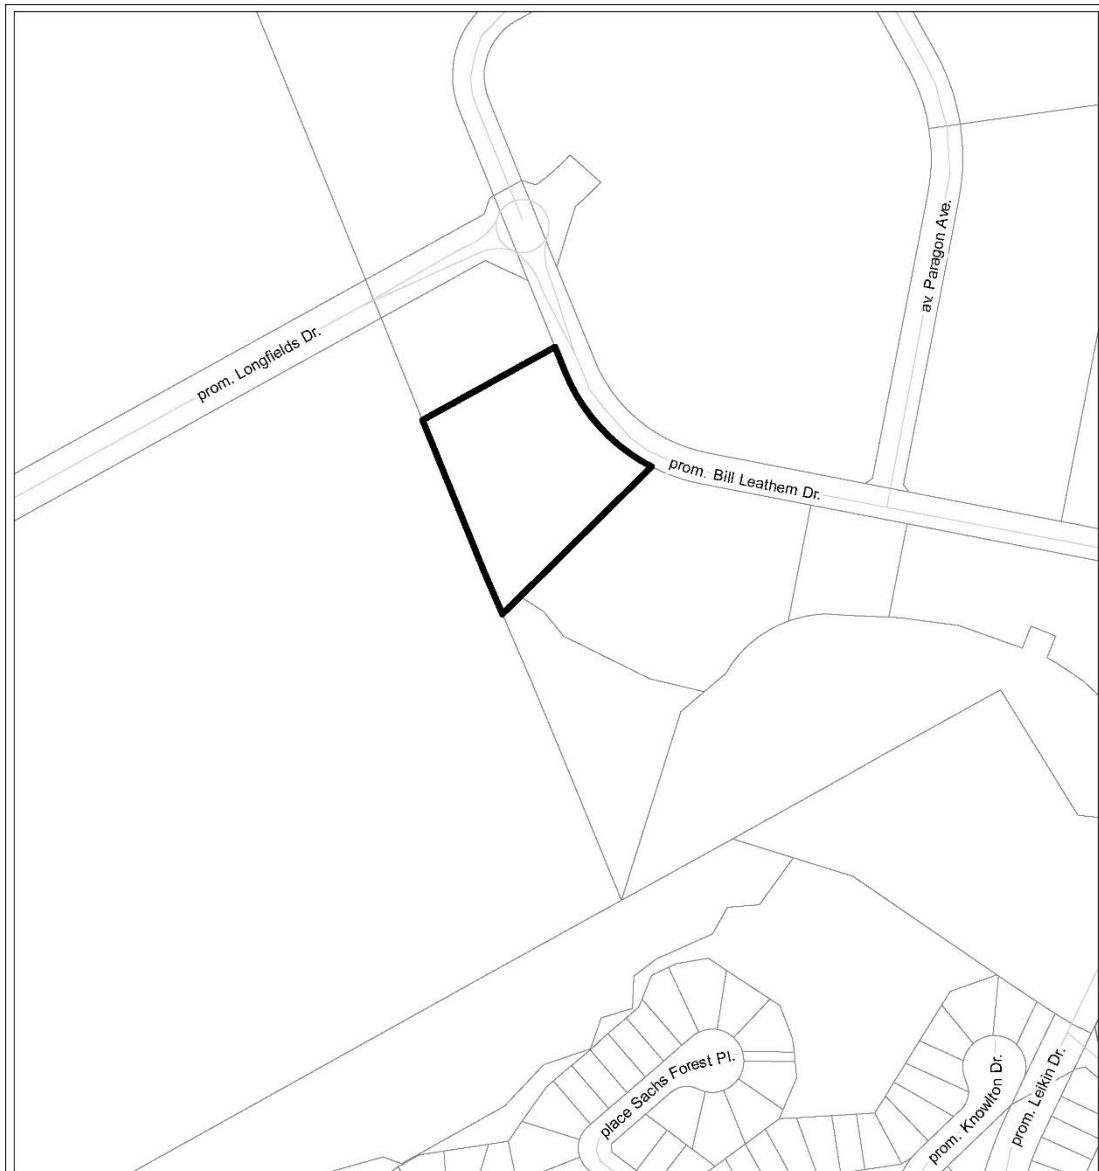 av. Paragon Ave.
prom. Longfields Dr.
prom. Bill Leathem Dr.
place Sachs Forest Pl.
prom. Knowlton Dr.
prom. Leikin Dr.